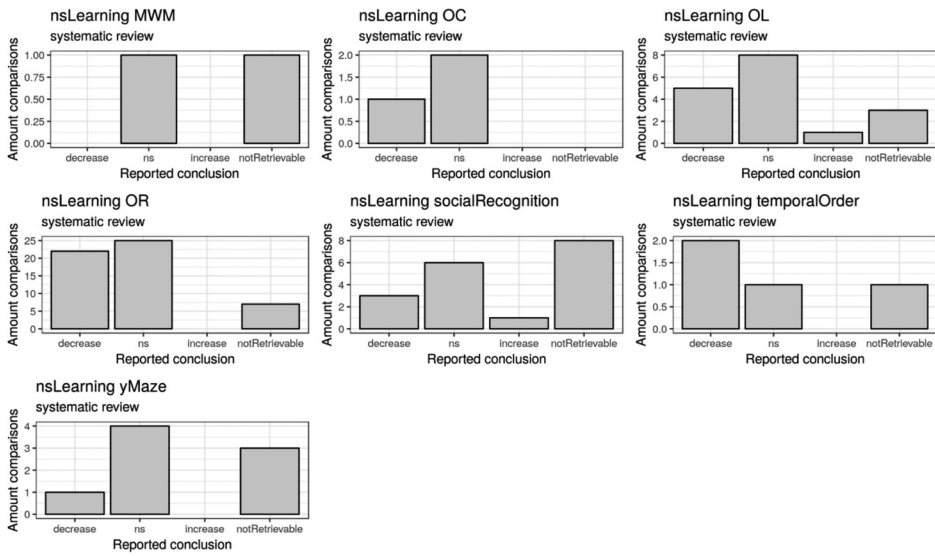 nsLearning MWM
systematic review
Amount comparisons
1.00
0.75
0.50
0.25
0.00
decrease ns increase notRetrievable
Reported conclusion
nsLearning OC
systematic review
Amount comparisons
2.0
1.5
1.0
0.5
0.0
decrease ns increase notRetrievable
Reported conclusion
nsLearning OL
systematic review
Amount comparisons
8
6
4
2
0
decrease ns increase notRetrievable
Reported conclusion
nsLearning OR
systematic review
Amount comparisons
25
20
15
10
5
0
decrease ns increase notRetrievable
Reported conclusion
nsLearning socialRecognition
systematic review
Amount comparisons
8
6
4
2
0
decrease ns increase notRetrievable
Reported conclusion
nsLearning temporalOrder
systematic review
Amount comparisons
2.0
1.5
1.0
0.5
0.0
decrease ns increase notRetrievable
Reported conclusion
nsLearning yMaze
systematic review
Amount comparisons
4
3
2
1
0
decrease ns increase notRetrievable
Reported conclusion